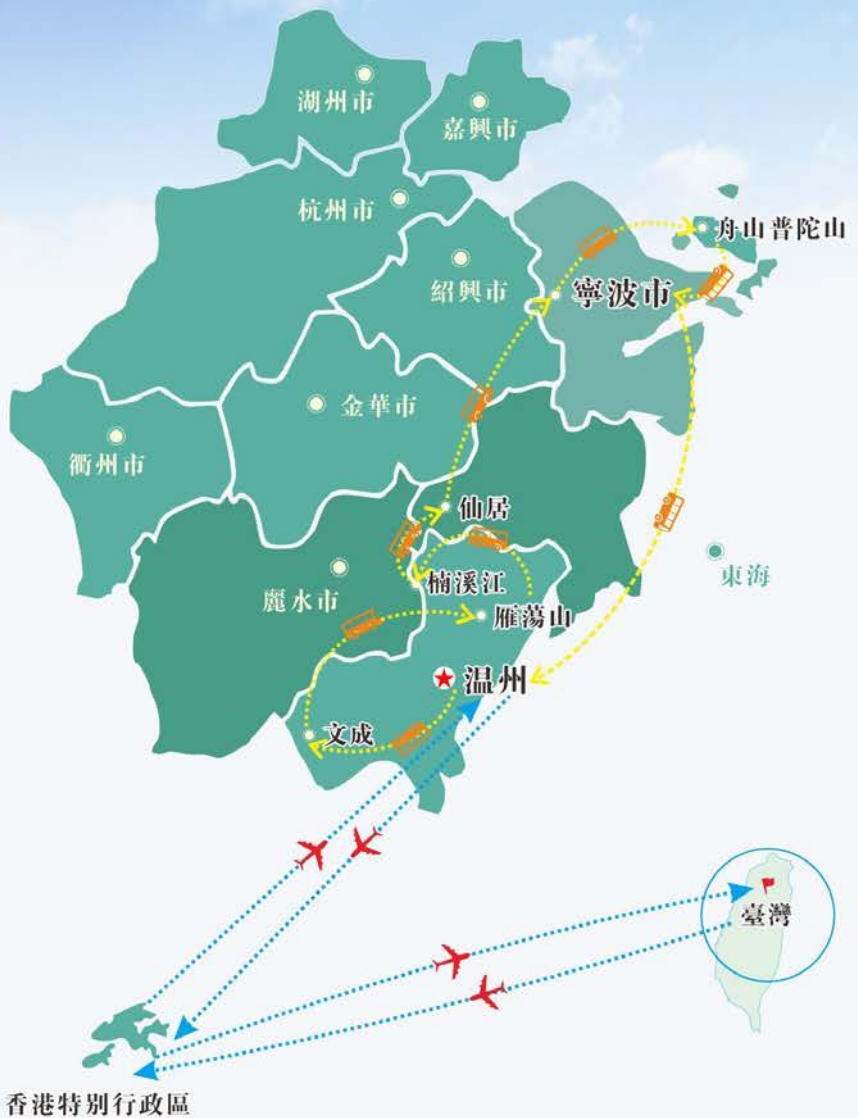 湖州市
嘉興市
杭州市
舟山普陀山
紹興市
寧波市
金華市
衢州市
仙居
東海
楠溪江
麗水市
雁蕩山
温州
文成
臺灣
香港特別行政區